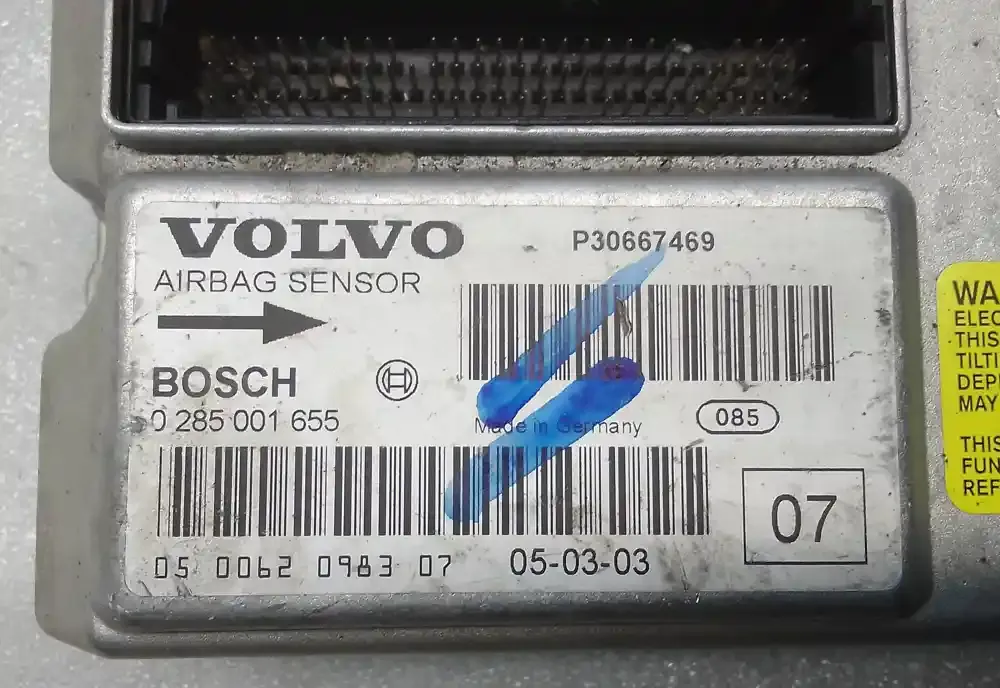 VOLVO
P30667469
AIRBAG SENSOR
BOSCH
0 285 001 655
Made in Germany
085
07
05 0062 0983 07
05-03-03
WA
ELEC
THIS
TILTI
DEP
MAY
THIS
FUN
REF